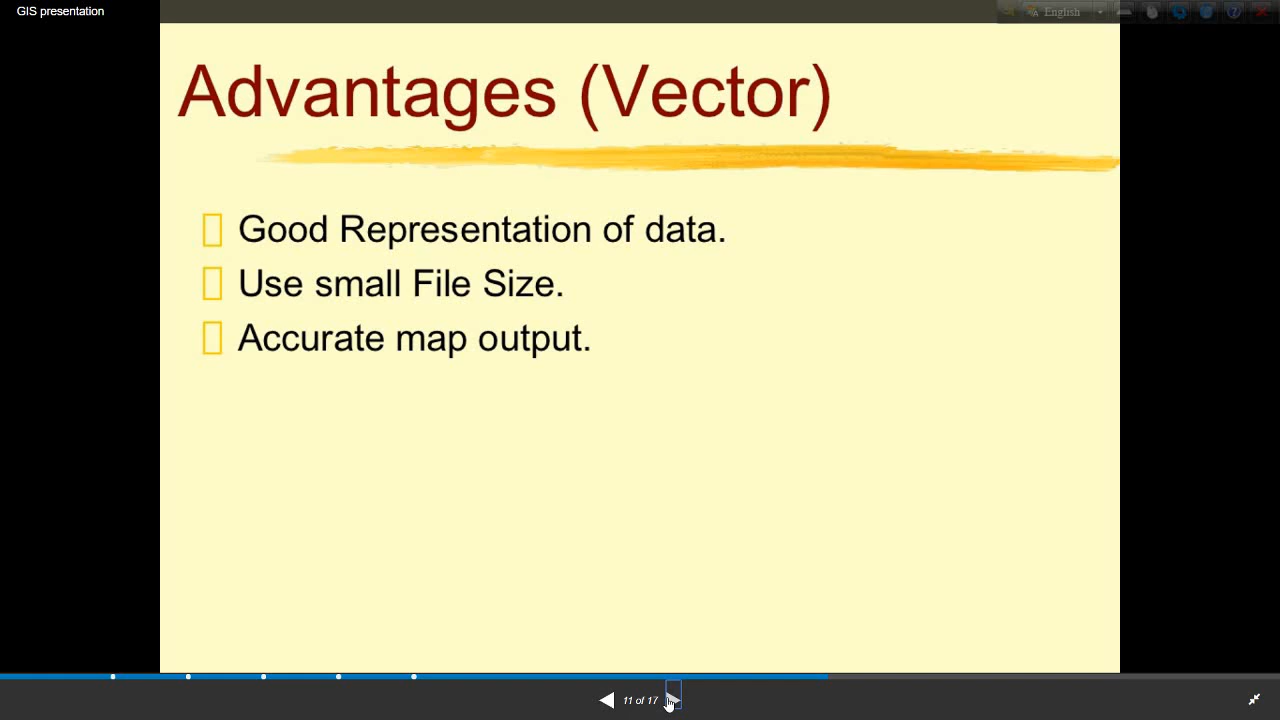 GIS presentation
English
Advantages (Vector)
Good Representation of data.
Use small File Size.
Accurate map output.
11 of 17